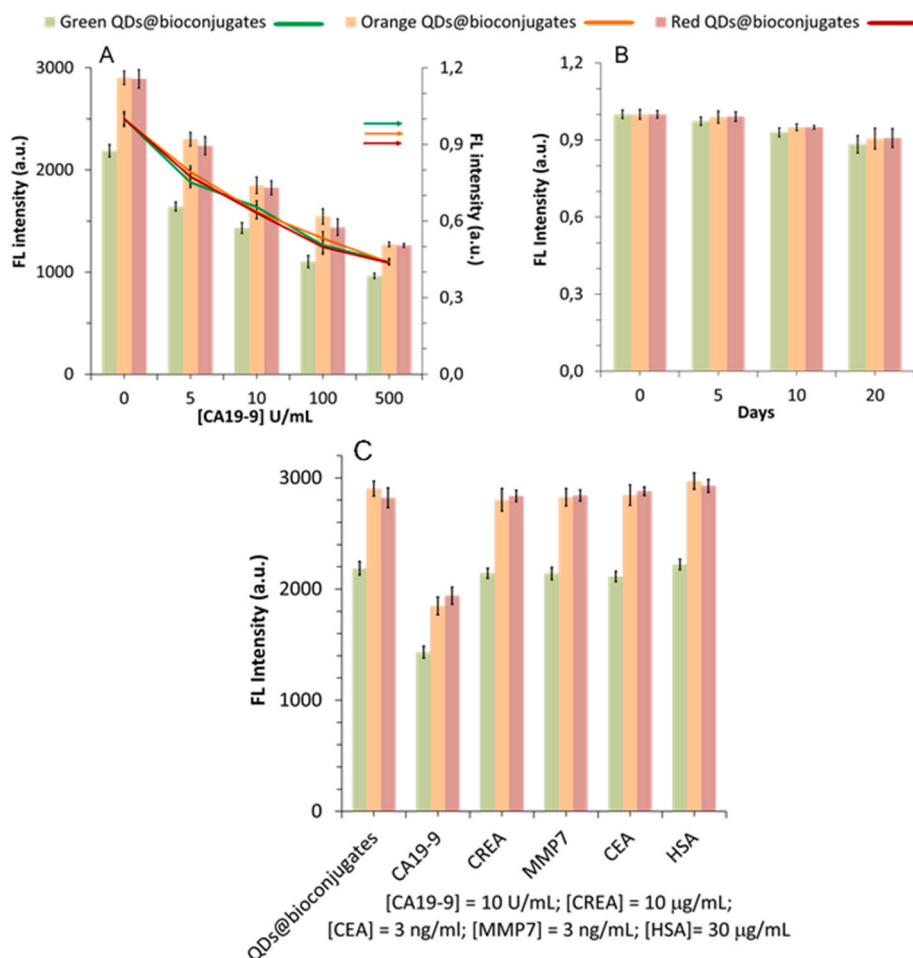 Green QDs@bioconjugates Orange QDs@bioconjugates Red QDs@bioconjugates
A
3000
2000
1000
0
FL intensity (a.u.)
1,2
0,9
0,6
0,3
0,0
FL intensity (a.u.)
0 5 10 100 500
[CA19-9] U/mL
B
1,2
0,9
0,6
0,3
0,0
FL Intensity (a.u.)
0 5 10 20
Days
C
3000
2000
1000
0
FL Intensity (a.u.)
QDs@bioconjugates
CA19-9
CREA
MMP7
CEA
HSA
[CA19-9] = 10 U/mL; [CREA] = 10 µg/mL;
[CEA] = 3 ng/ml; [MMP7] = 3 ng/mL; [HSA]= 30 µg/mL